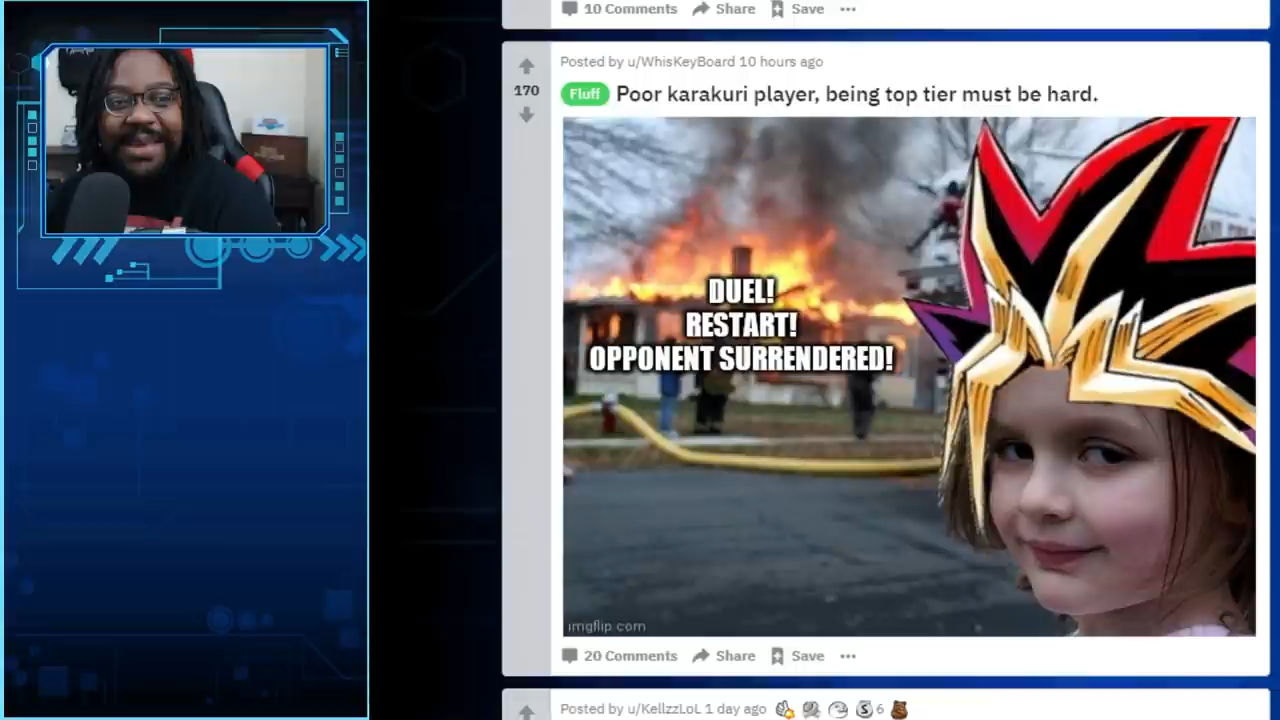 10 Comments Share Save
Posted by u/WhisKeyBoard 10 hours ago
170
Fluff Poor karakuri player, being top tier must be hard.
DUEL!
RESTART!
OPPONENT SURRENDERED!
imgflip.com
20 Comments Share Save
Posted by u/KellzzLoL 1 day ago 6